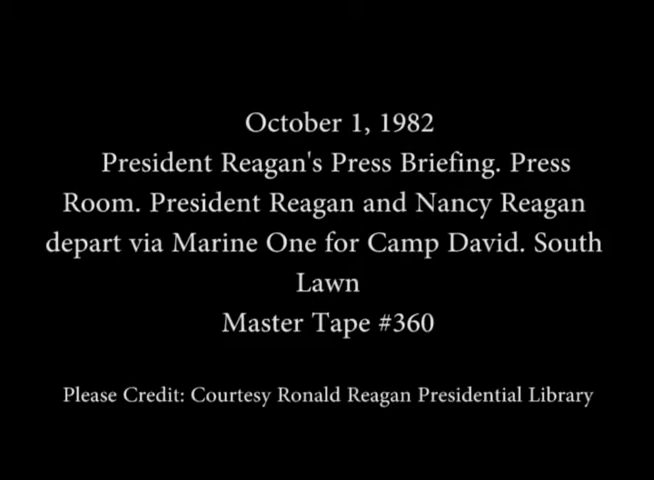 October 1, 1982
President Reagan's Press Briefing. Press
Room. President Reagan and Nancy Reagan
depart via Marine One for Camp David. South
Lawn
Master Tape #360
Please Credit: Courtesy Ronald Reagan Presidential Library